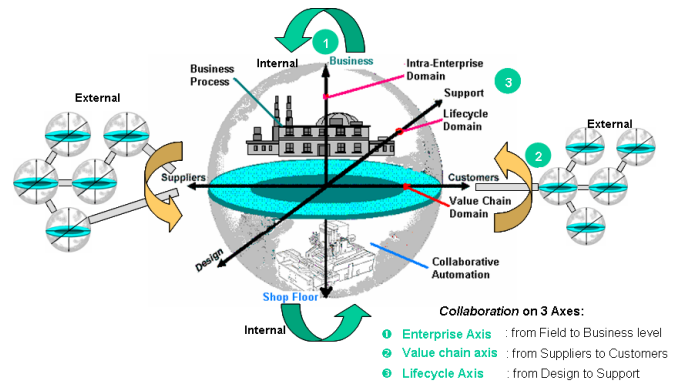 1
Internal
Business
Intra-Enterprise
Domain
Business
Process
3
Support
External
Lifecycle
Domain
External
2
Suppliers
Customers
Value Chain
Domain
Design
Collaborative
Automation
Shop Floor
Internal
Collaboration on 3 Axes:
❶ Enterprise Axis : from Field to Business level
❷ Value chain axis : from Suppliers to Customers
❸ Lifecycle Axis : from Design to Support